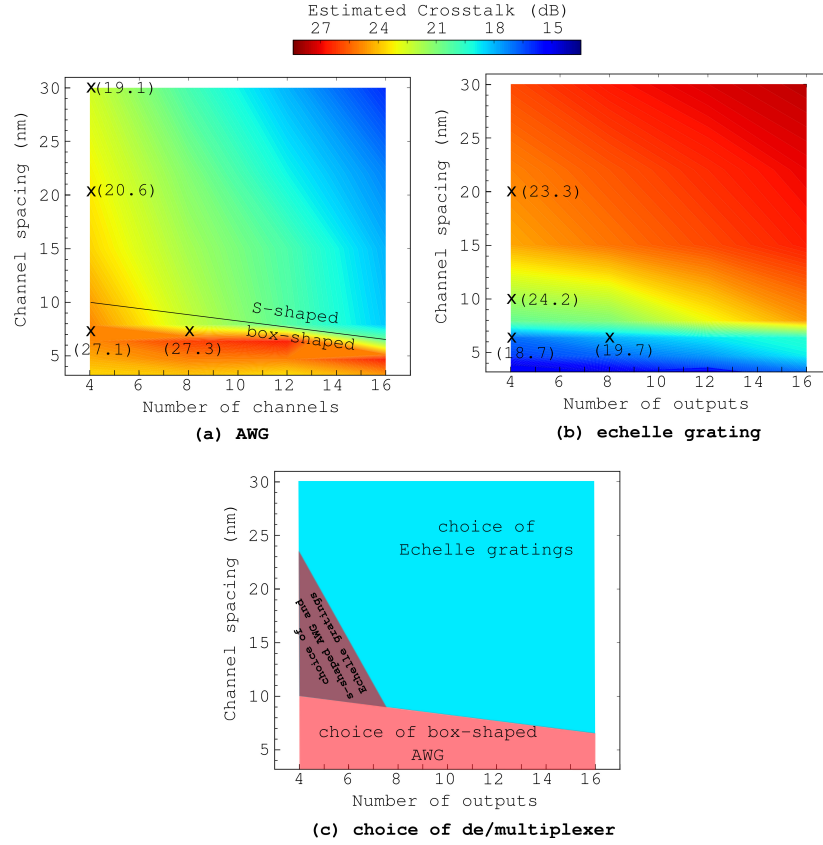 Estimated Crosstalk (dB)
27 24 21 18 15
Channel spacing (nm)
30
25
20
15
10
5
x(19.1)
x(20.6)
S-shaped
box-shaped
x x
(27.1) (27.3)
4 6 8 10 12 14 16
Number of channels
(a) AWG
Channel spacing (nm)
30
25
20
15
10
5
x(23.3)
x(24.2)
x x
(18.7) (19.7)
4 6 8 10 12 14 16
Number of outputs
(b) echelle grating
Channel spacing (nm)
30
25
20
15
10
5
choice of
Echelle gratings
choice of
s-shaped AWG and
Echelle gratings
choice of box-shaped
AWG
4 6 8 10 12 14 16
Number of outputs
(c) choice of de/multiplexer